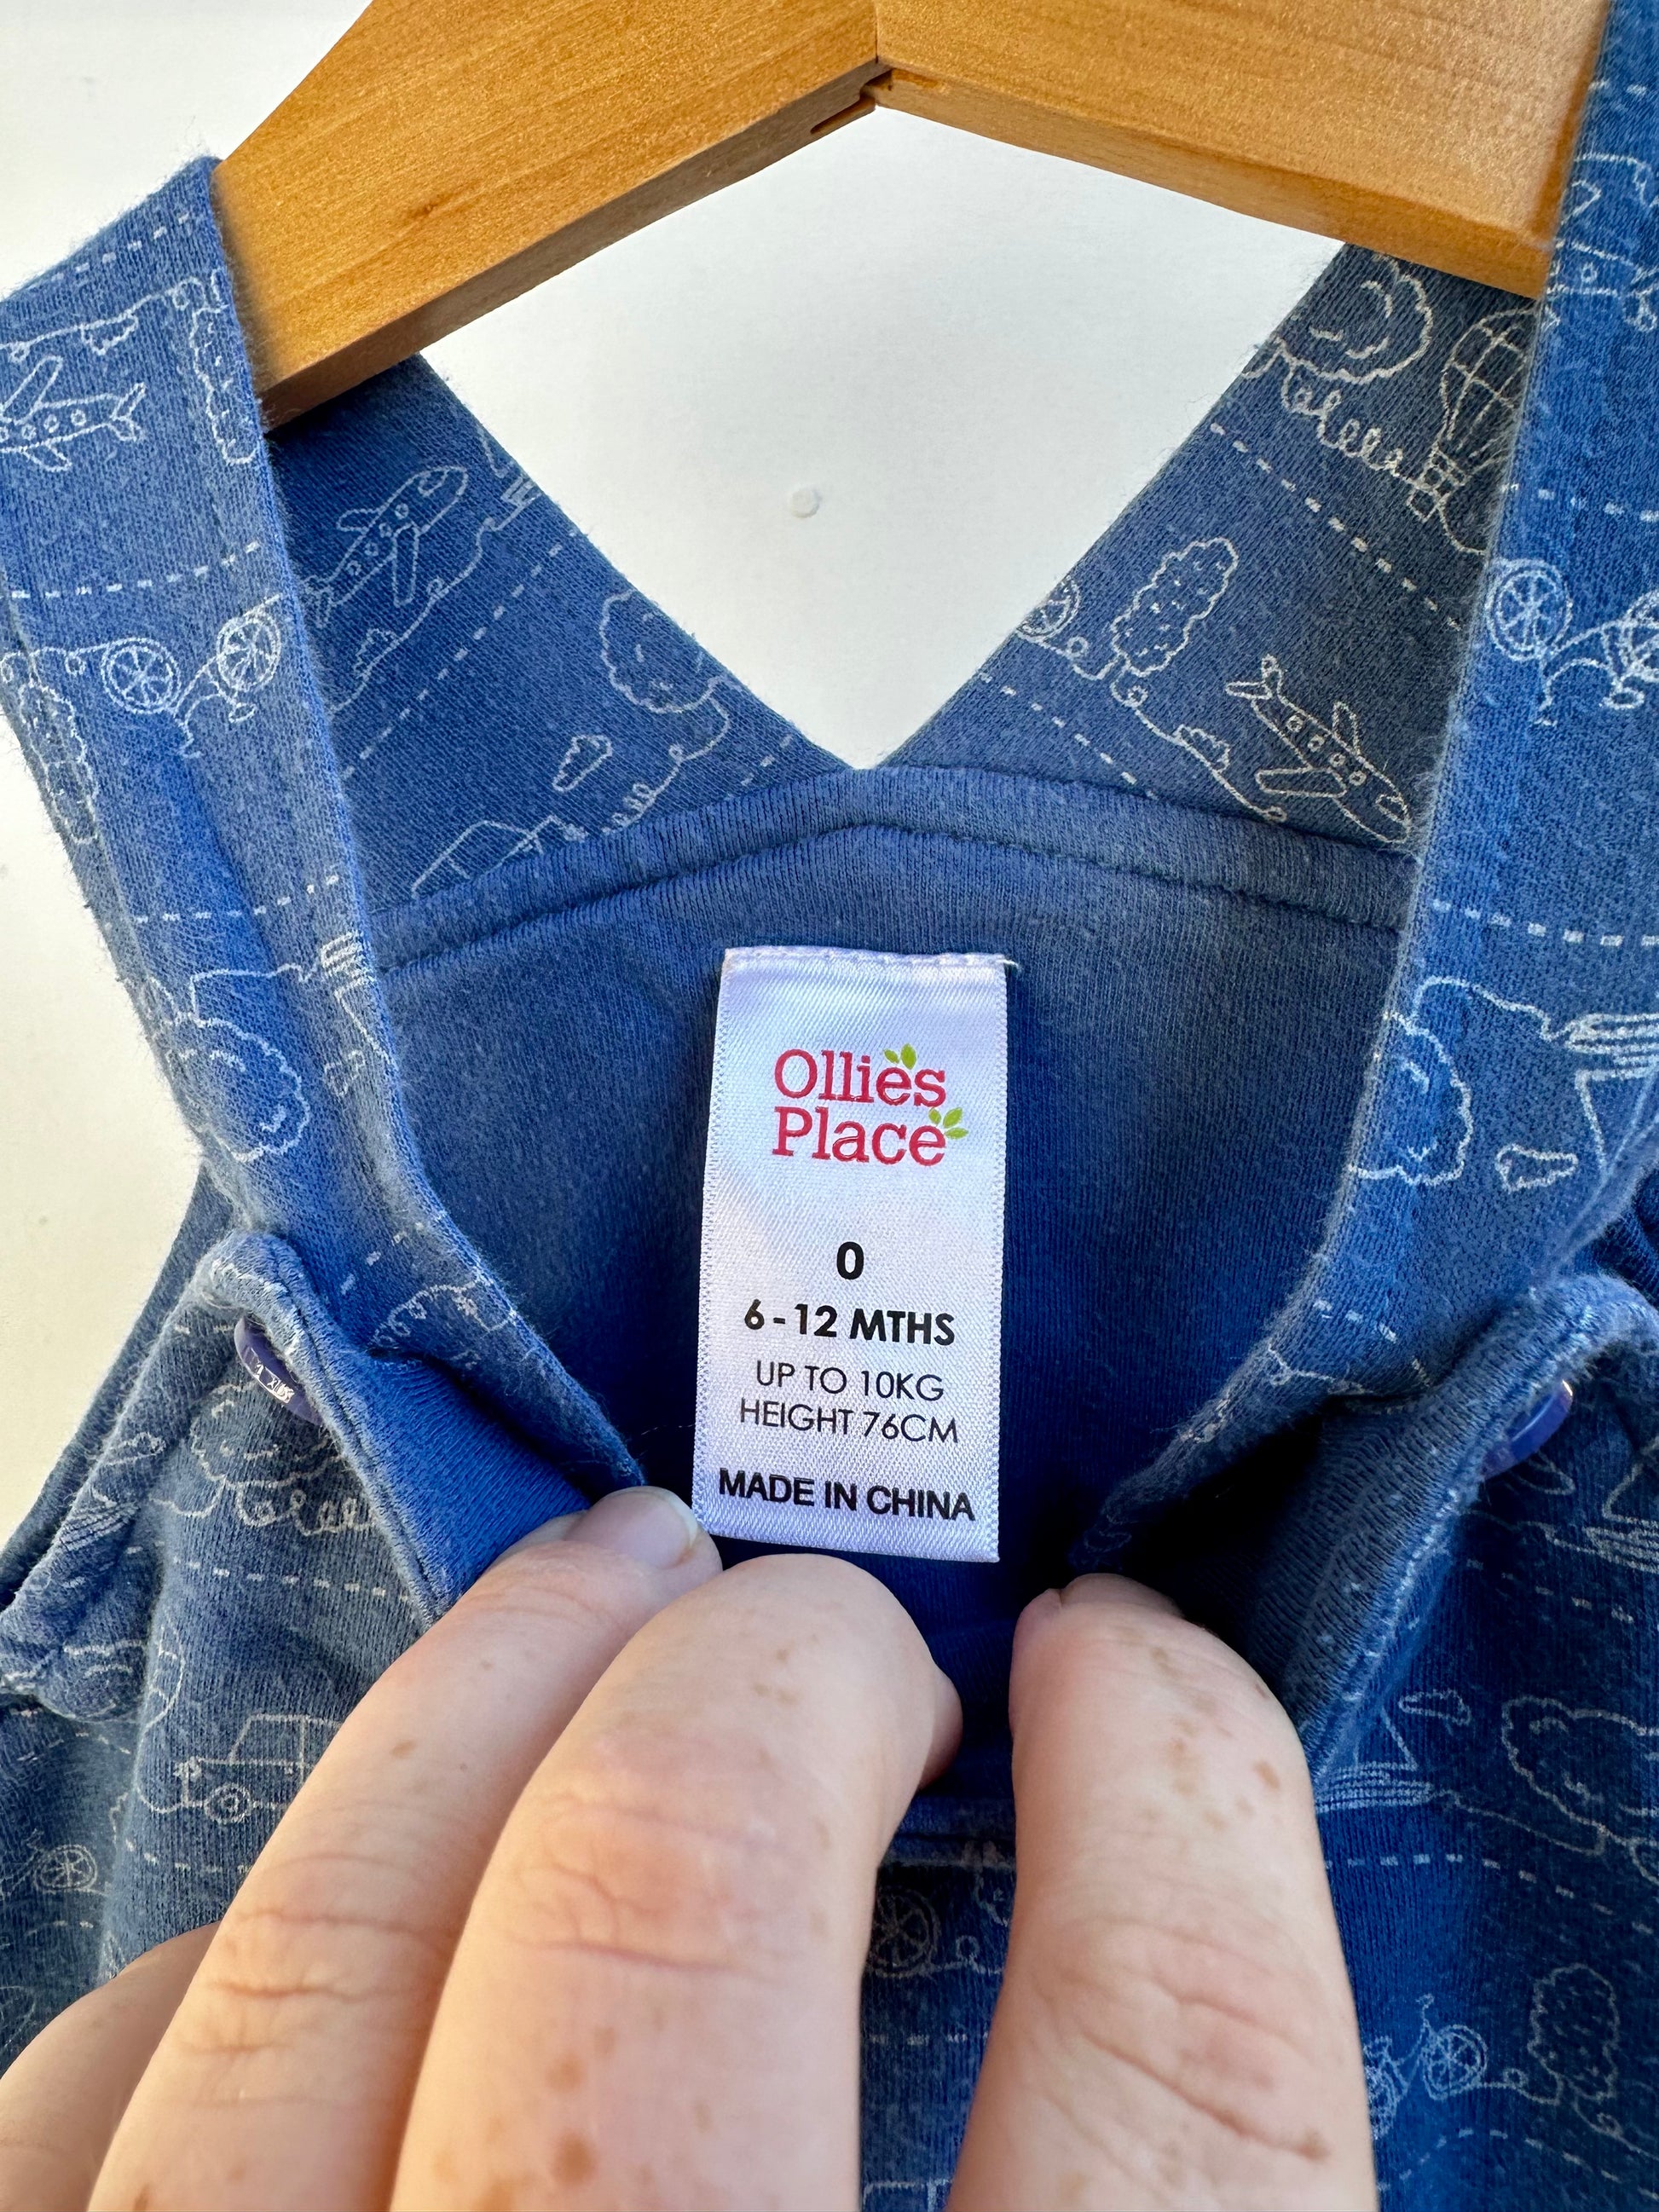 Ollie's
Place
0
6-12 MTHS
UP TO 10KG
HEIGHT 76CM
MADE IN CHINA